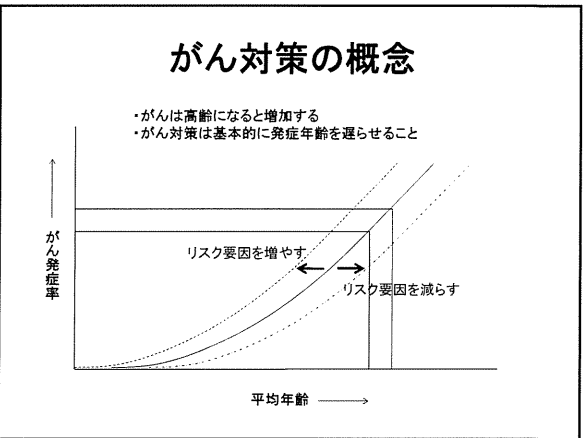 がん対策の概念
・がんは高齢になると増加する
・がん対策は基本的に発症年齢を遅らせること
がん発症率
リスク要因を増やす
リスク要因を減らす
平均年齢